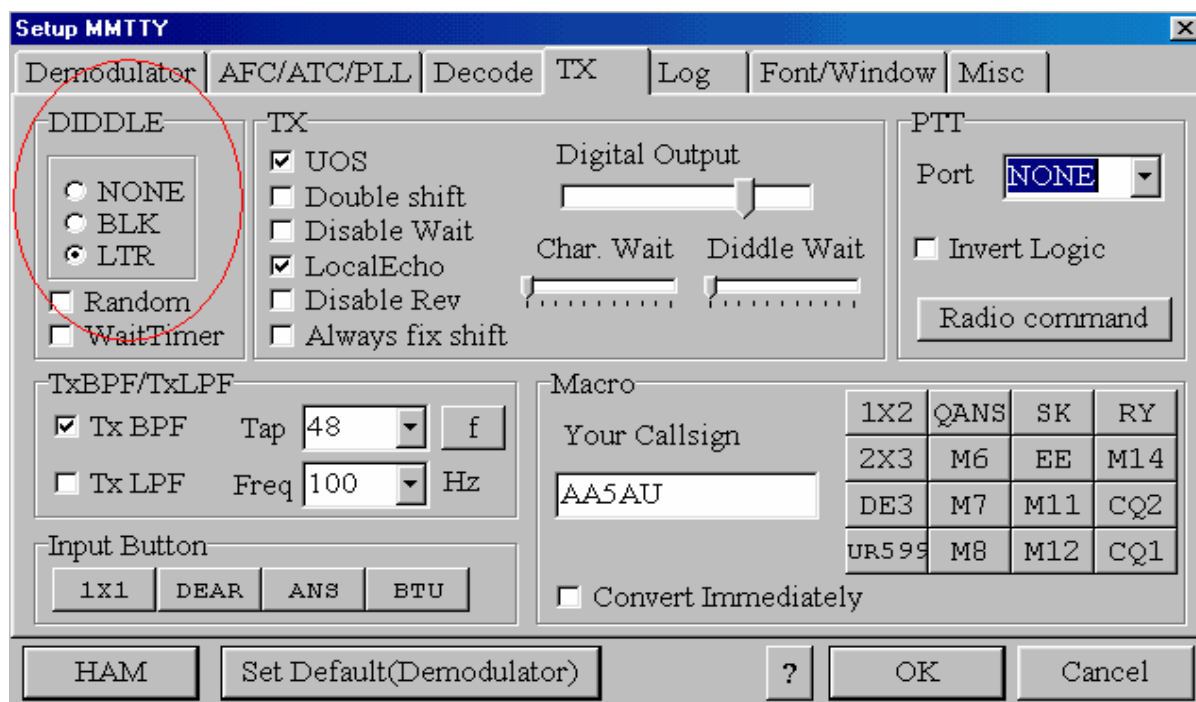 Setup MMTTY
Demodulator AFC/ATC/PLL Decode TX Log Font/Window Misc
DIDDLE
NONE
BLK
LTR
Random
WaitTimer
TX
UOS
Double shift
Disable Wait
LocalEcho
Disable Rev
Always fix shift
Digital Output
Char. Wait Diddle Wait
PTT
Port NONE
Invert Logic
Radio command
TxBPF/TxLPF
Tx BPF Tap 48 f
Tx LPF Freq 100 Hz
Input Button
1X1 DEAR ANS BTU
Macro
Your Callsign
AA5AU
Convert Immediately
1X2 QANS SK RY
2X3 M6 EE M14
DE3 M7 M11 CQ2
UR599 M8 M12 CQ1
HAM Set Default(Demodulator) ? OK Cancel